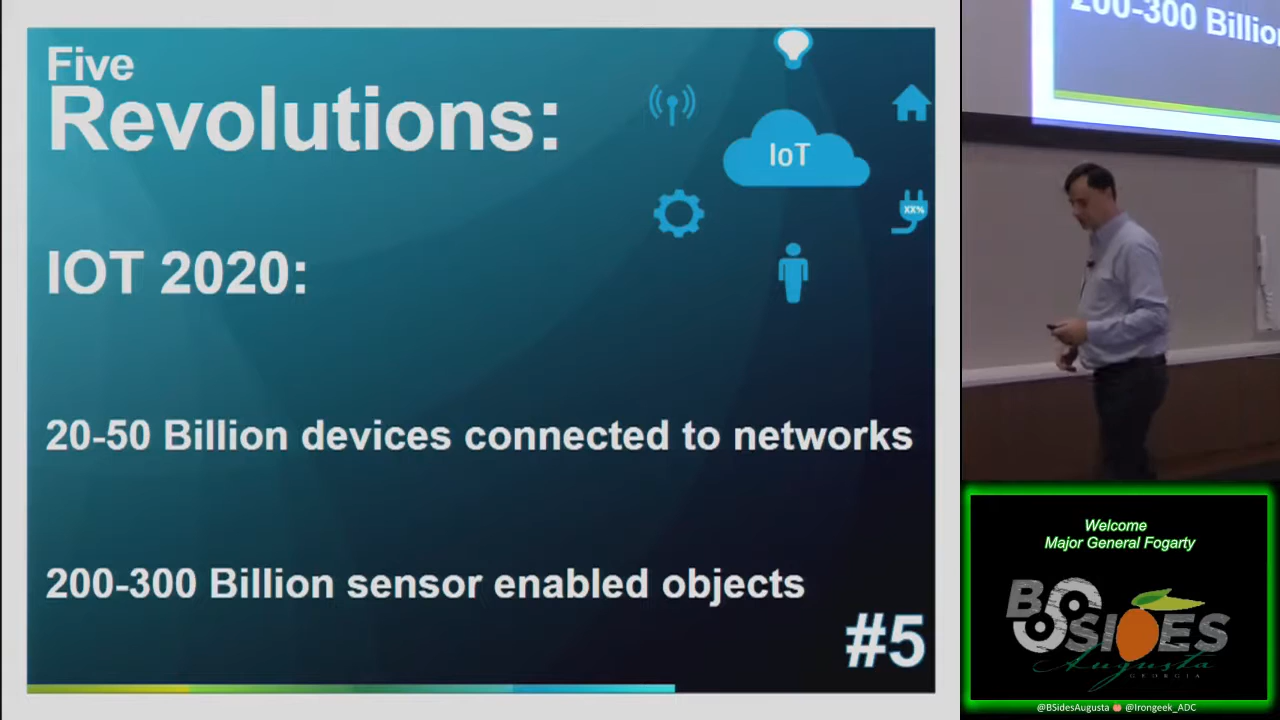 Five
Revolutions:
IoT
XX%
IOT 2020:
20-50 Billion devices connected to networks
200-300 Billion sensor enabled objects
#5
200-300 Billio
Welcome
Major General Fogarty
BSIDES
Augusta
GEORGIA
@BSidesAugusta @Irongeek_ADC